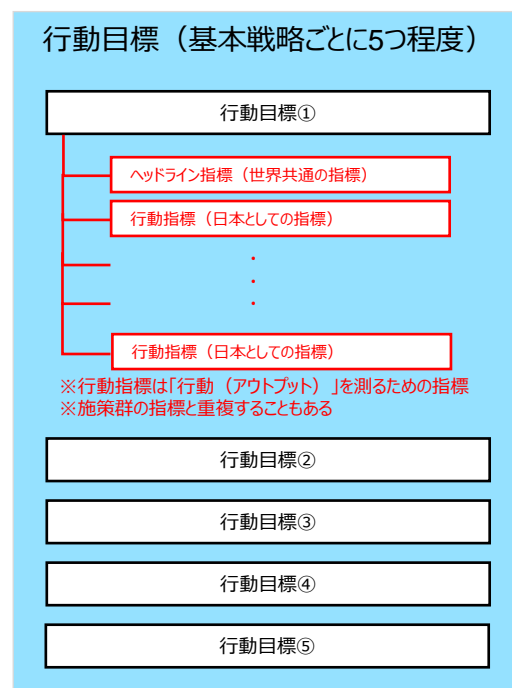 行動目標（基本戦略ごとに5つ程度）
行動目標①
ヘッドライン指標（世界共通の指標）
行動指標（日本としての指標）
・
・
・
行動指標（日本としての指標）
※行動指標は「行動（アウトプット）」を測るための指標
※施策群の指標と重複することもある
行動目標②
行動目標③
行動目標④
行動目標⑤